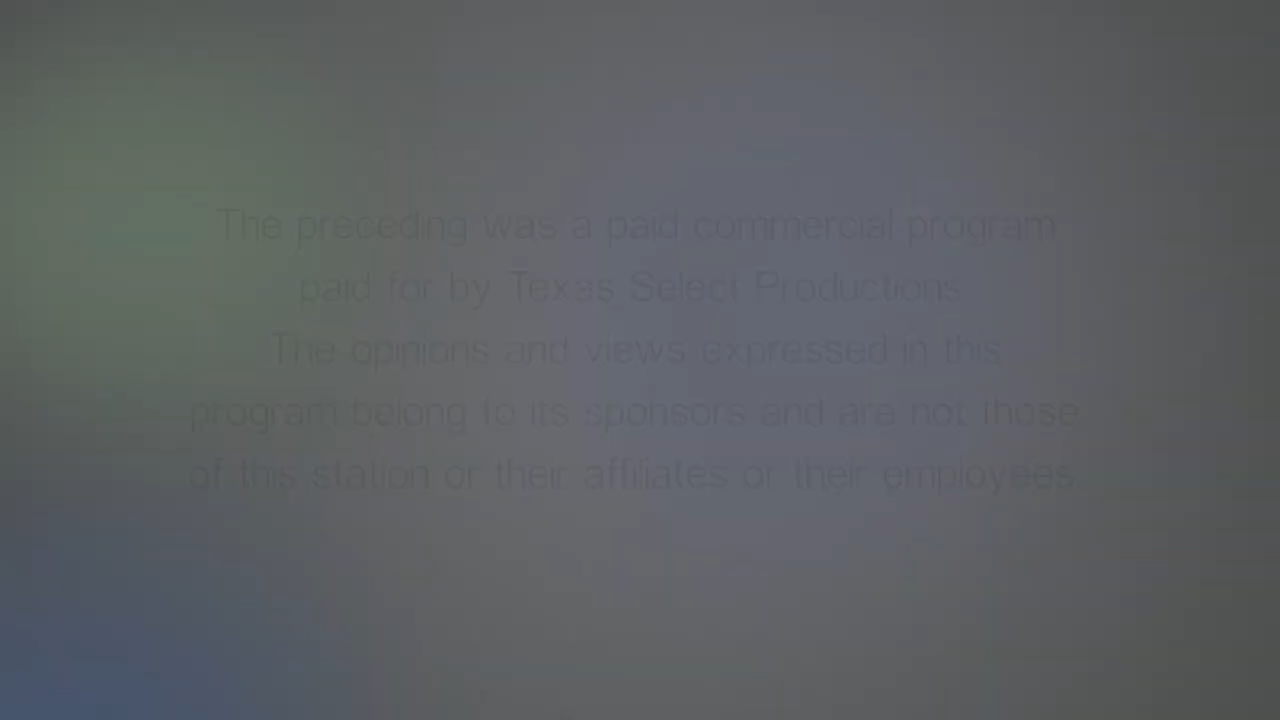 The preceding was a paid commercial program
paid for by Texas Select Productions
The opinions and views expressed in this
program belong to its sponsors and are not those
of this station or their affiliates or their employees.